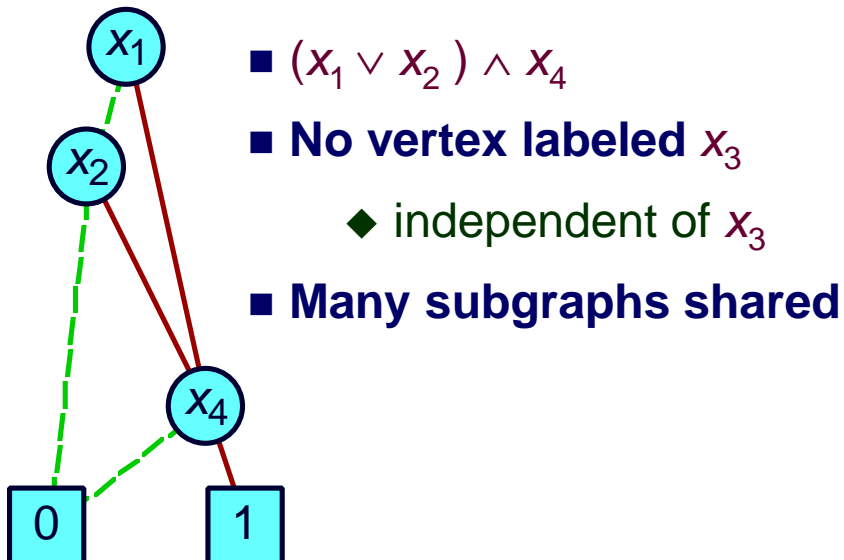 x₁
x₂
x₄
0
1
■ (x₁ ∨ x₂ ) ∧ x₄
■ No vertex labeled x₃
◆ independent of x₃
■ Many subgraphs shared